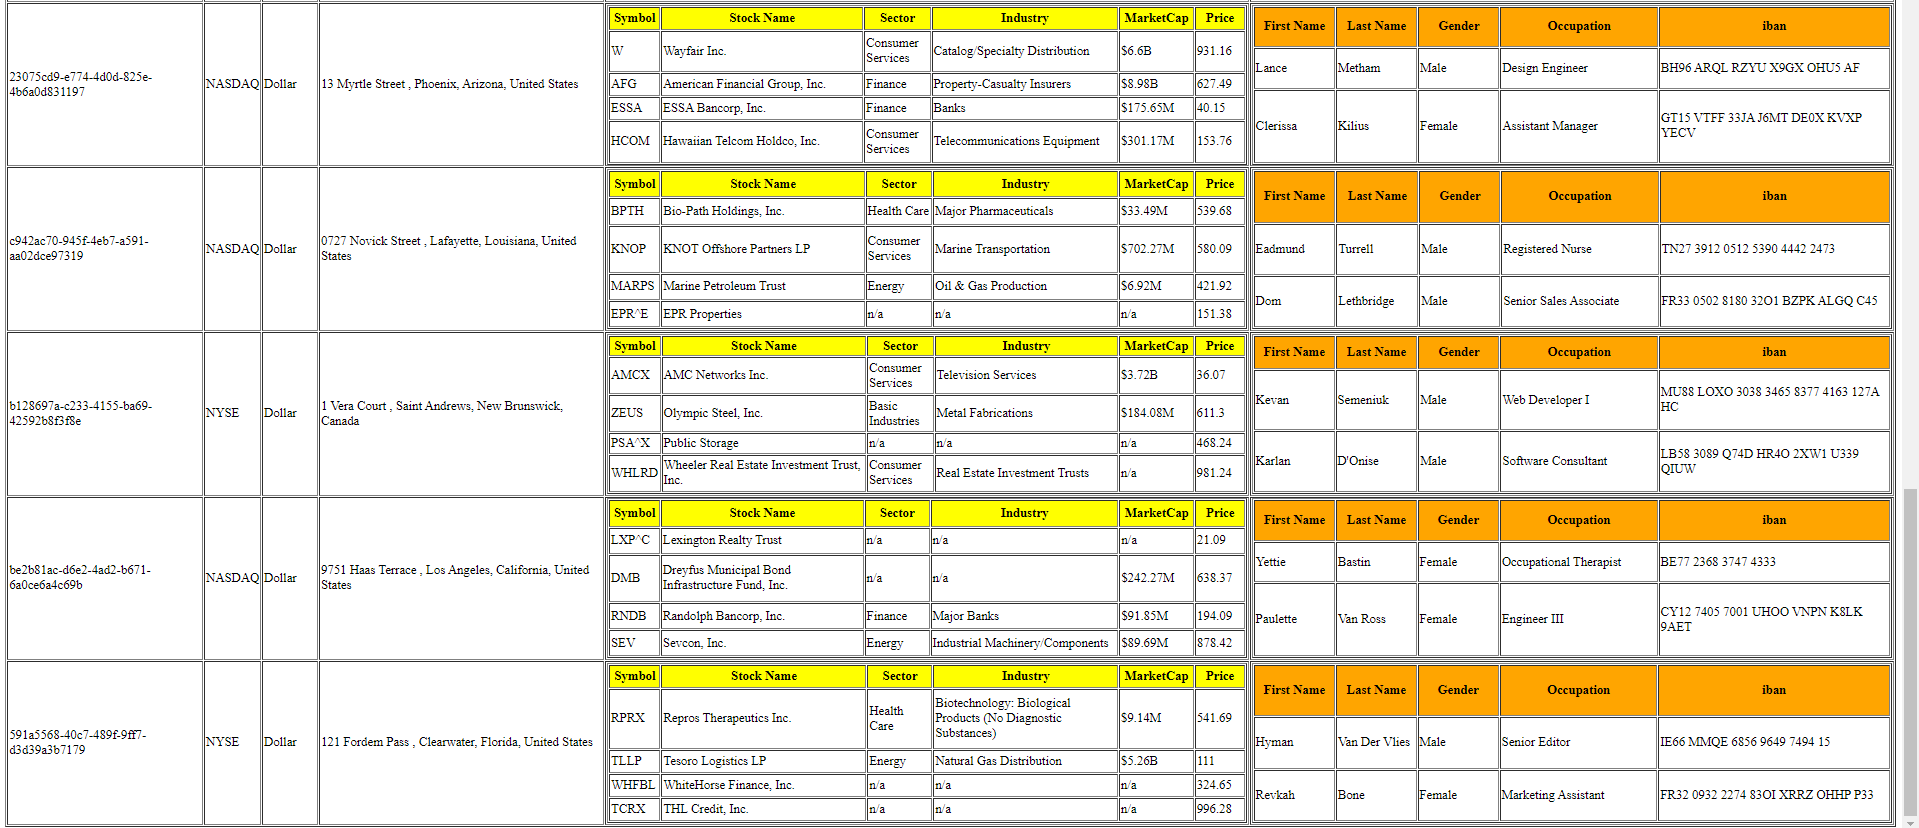 Symbol Stock Name Sector Industry MarketCap Price
First Name Last Name Gender Occupation iban
23075cd9-e774-4d0d-825e-
4b6a0d831197
NASDAQ Dollar 13 Myrtle Street , Phoenix, Arizona, United States
W Wayfair Inc. Consumer
Services
Catalog/Specialty Distribution $6.6B 931.16
AFG American Financial Group, Inc. Finance Property-Casualty Insurers $8.98B 627.49
ESSA ESSA Bancorp, Inc. Finance Banks $175.65M 40.15
HCOM Hawaiian Telcom Holdco, Inc. Consumer
Services
Telecommunications Equipment $301.17M 153.76
Lance Metham Male Design Engineer BH96 ARQL RZYU X9GX OHU5 AF
Clerissa Kilius Female Assistant Manager GT15 VTFF 33JA J6MT DE0X KVXP
YECV
c942ac70-945f-4eb7-a591-
aa02dce97319
NASDAQ Dollar 0727 Novick Street , Lafayette, Louisiana, United
States
Symbol Stock Name Sector Industry MarketCap Price
BPTH Bio-Path Holdings, Inc. Health Care Major Pharmaceuticals $33.49M 539.68
KNOP KNOT Offshore Partners LP Consumer
Services
Marine Transportation $702.27M 580.09
MARPS Marine Petroleum Trust Energy Oil & Gas Production $6.92M 421.92
EPR^E EPR Properties n/a n/a n/a 151.38
First Name Last Name Gender Occupation iban
Eadmund Turrell Male Registered Nurse TN27 3912 0512 5390 4442 2473
Dom Lethbridge Male Senior Sales Associate FR33 0502 8180 32O1 BZPK ALGQ C45
b128697a-c233-4155-ba69-
42592b8f3f8e
NYSE Dollar 1 Vera Court , Saint Andrews, New Brunswick,
Canada
Symbol Stock Name Sector Industry MarketCap Price
AMCX AMC Networks Inc. Consumer
Services
Television Services $3.72B 36.07
ZEUS Olympic Steel, Inc. Basic
Industries
Metal Fabrications $184.08M 611.3
PSA^X Public Storage n/a n/a n/a 468.24
WHLRD Wheeler Real Estate Investment Trust,
Inc.
Consumer
Services
Real Estate Investment Trusts n/a 981.24
First Name Last Name Gender Occupation iban
Kevan Semeniuk Male Web Developer I MU88 LOXO 3038 3465 8377 4163 127A
HC
Karlan D'Onise Male Software Consultant LB58 3089 Q74D HR4O 2XW1 U339
QIUW
be2b81ac-d6e2-4ad2-b671-
6a0ce6a4c69b
NASDAQ Dollar 9751 Haas Terrace , Los Angeles, California, United
States
Symbol Stock Name Sector Industry MarketCap Price
LXP^C Lexington Realty Trust n/a n/a n/a 21.09
DMB Dreyfus Municipal Bond
Infrastructure Fund, Inc.
n/a n/a $242.27M 638.37
RNDB Randolph Bancorp, Inc. Finance Major Banks $91.85M 194.09
SEV Sevcon, Inc. Energy Industrial Machinery/Components $89.69M 878.42
First Name Last Name Gender Occupation iban
Yettie Bastin Female Occupational Therapist BE77 2368 3747 4333
Paulette Van Ross Female Engineer III CY12 7405 7001 UHOO VNPN K8LK
9AET
591a5568-40c7-489f-9ff7-
d3d39a3b7179
NYSE Dollar 121 Fordem Pass , Clearwater, Florida, United States
Symbol Stock Name Sector Industry MarketCap Price
RPRX Repros Therapeutics Inc. Health
Care
Biotechnology: Biological
Products (No Diagnostic
Substances)
$9.14M 541.69
TLLP Tesoro Logistics LP Energy Natural Gas Distribution $5.26B 111
WHFBL WhiteHorse Finance, Inc. n/a n/a n/a 324.65
TCRX THL Credit, Inc. n/a n/a n/a 996.28
First Name Last Name Gender Occupation iban
Hyman Van Der Vlies Male Senior Editor IE66 MMQE 6856 9649 7494 15
Revkah Bone Female Marketing Assistant FR32 0932 2274 83OI XRRZ OHHP P33